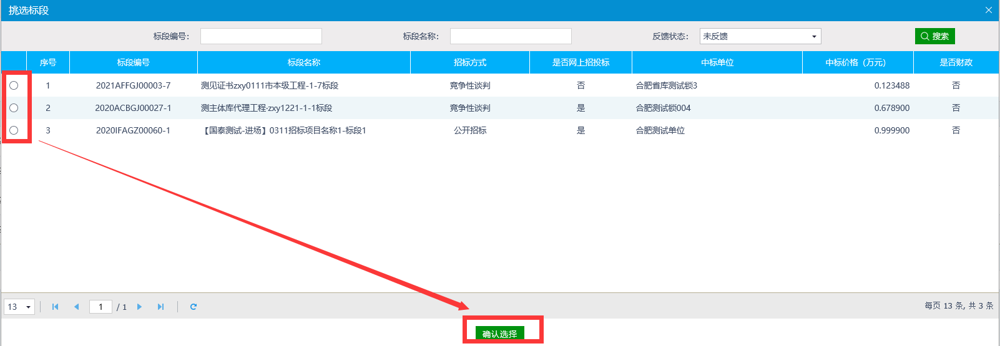 挑选标段
标段编号: 标段名称: 反馈状态: 未反馈 搜索
序号 标段编号 标段名称 招标方式 是否网上招投标 中标单位 中标价格（万元） 是否财政
1 2021AFFGJ00003-7 测见证书zxy0111市本级工程-1-7标段 竞争性谈判 否 合肥省库测试锁3 0.123488 否
2 2020ACBGJ00027-1 测主体库代理工程·zxy1221-1-1标段 竞争性谈判 是 合肥测试锁004 0.678900 否
3 2020IFAGZ00060-1 【国泰测试-进场】0311招标项目名称1-标段1 公开招标 是 合肥测试单位 0.999900 否
13 1 / 1 每页 13 条, 共 3 条
确认选择